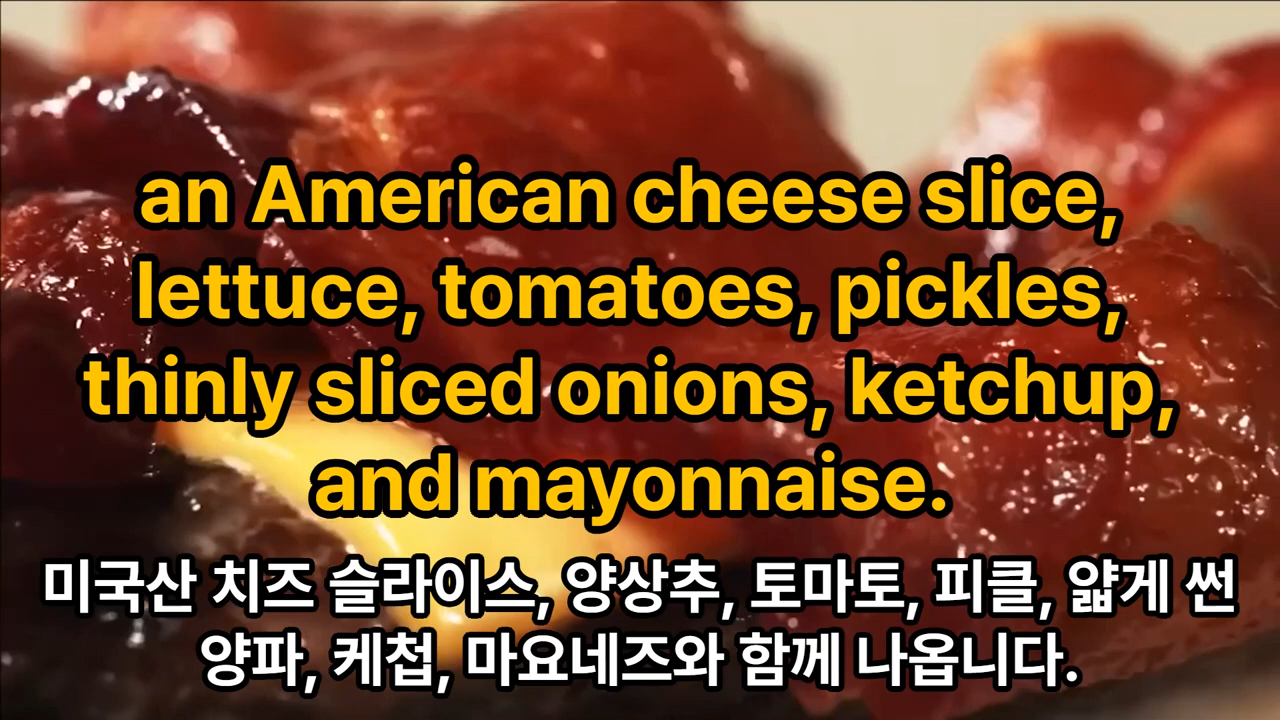 an American cheese slice,
lettuce, tomatoes, pickles,
thinly sliced onions, ketchup,
and mayonnaise.
미국산 치즈 슬라이스, 양상추, 토마토, 피클, 얇게 썬
양파, 케첩, 마요네즈와 함께 나옵니다.